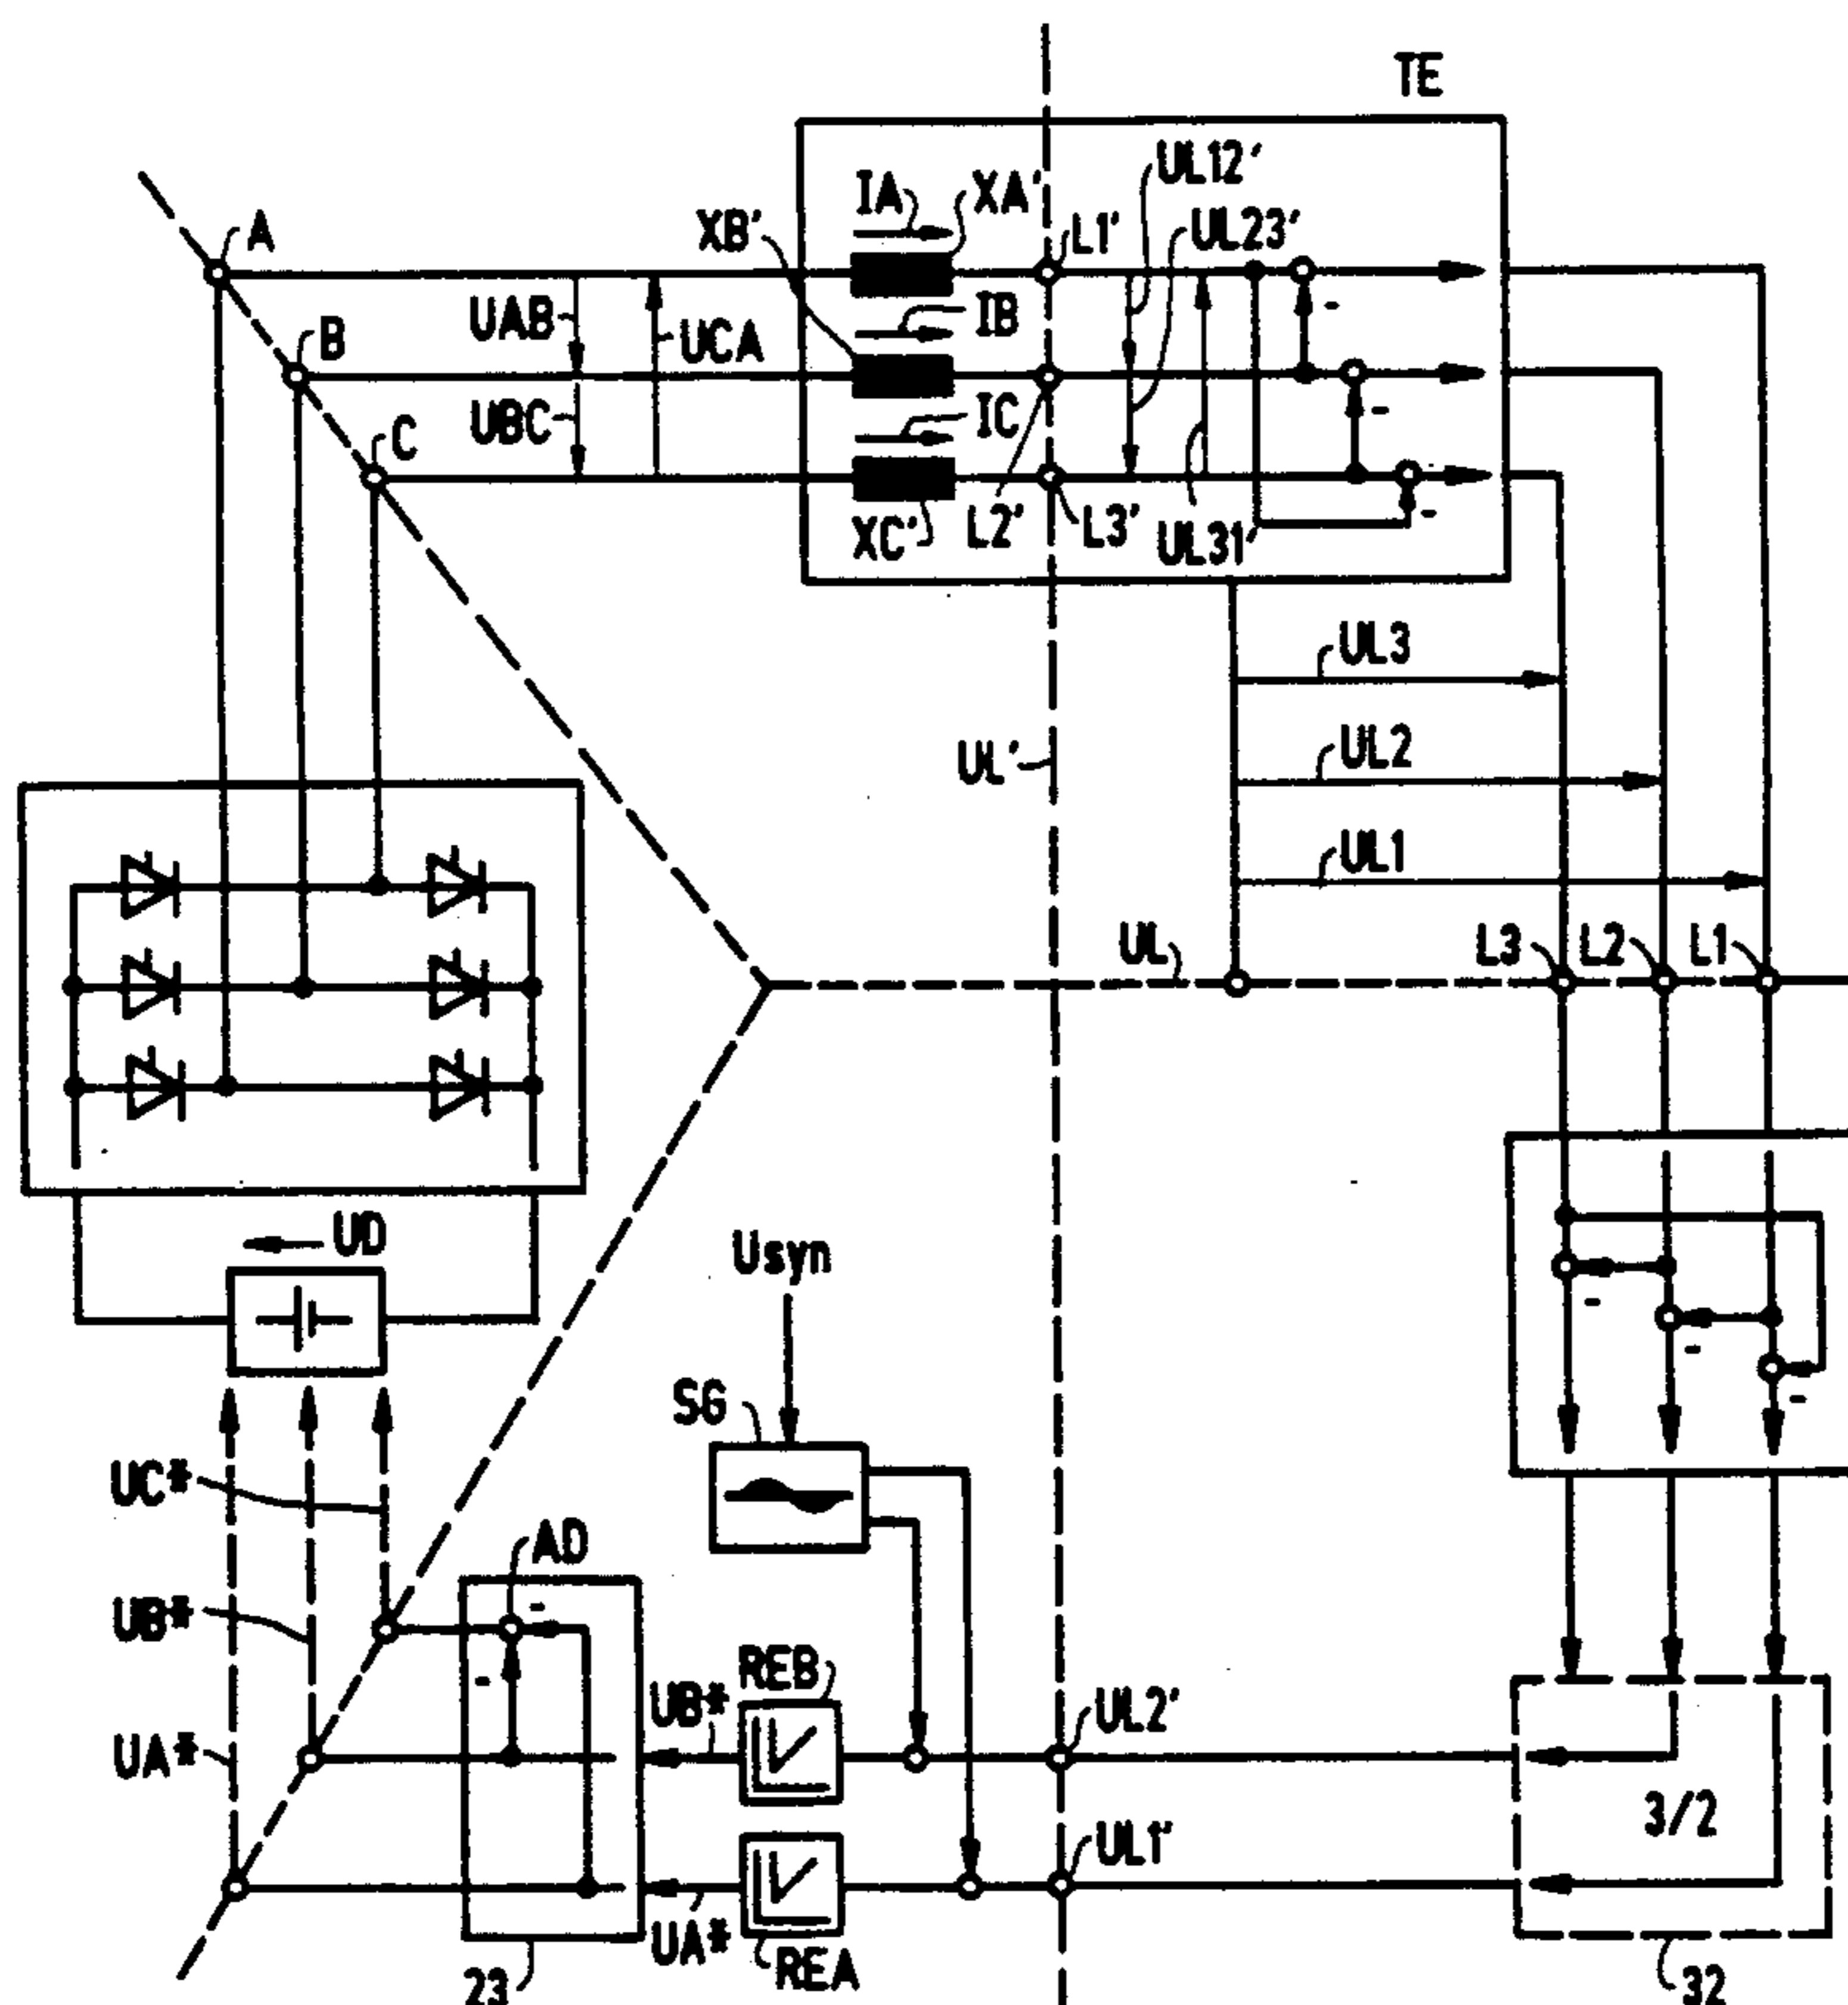 TE
UL12'
IA
XA'
XB'
A
L1'
UL23'
UAB
B
UCA
IB
UBC
C
IC
XC'
L2'
L3'
UL31'
-
-
-
UL3
UL'
UL2
UL1
UL
L3
L2
L1
UD
Usyn
-
-
-
SG
UC*
AD
-
UB*
-
REB
UB*
UL2'
UA*
3/2
UL1'
UA*
REA
23
32